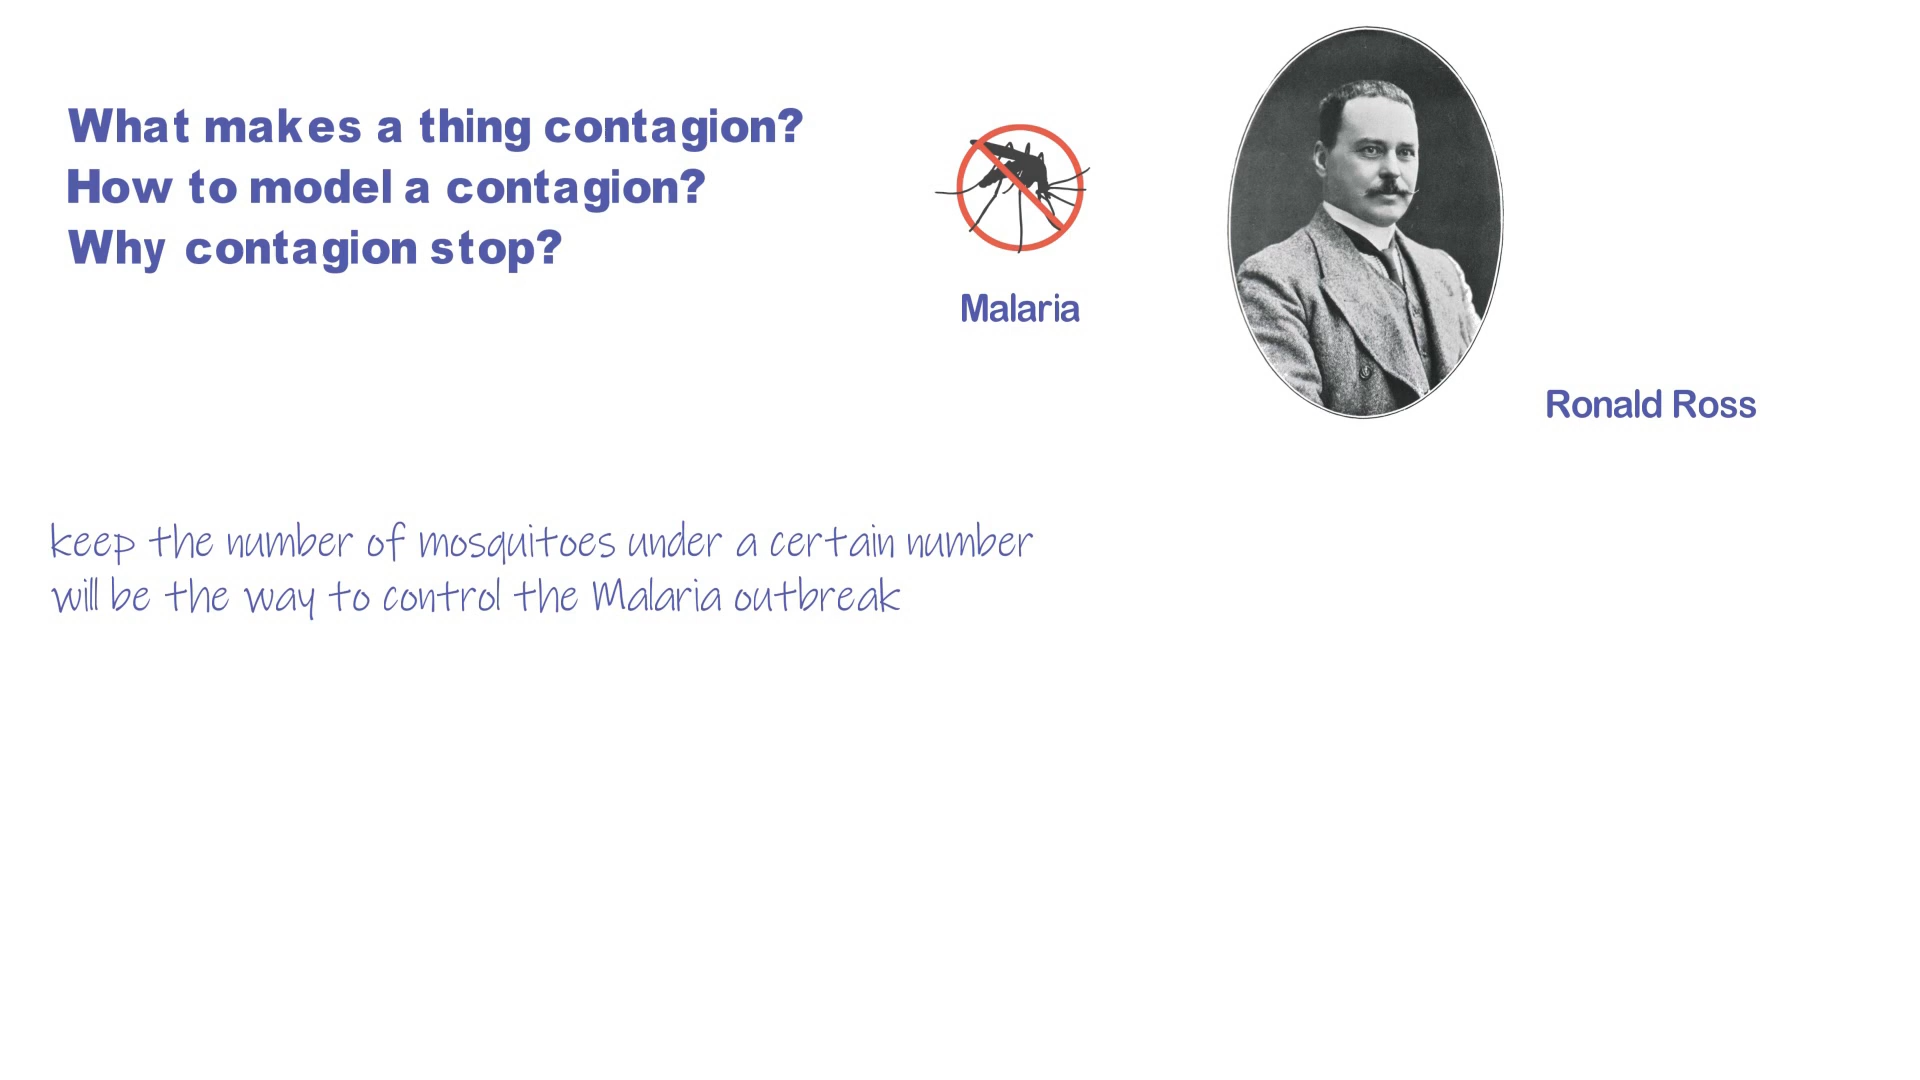 What makes a thing contagion?
How to model a contagion?
Why contagion stop?
Malaria
Ronald Ross
keep the number of mosquitoes under a certain number
will be the way to control the Malaria outbreak